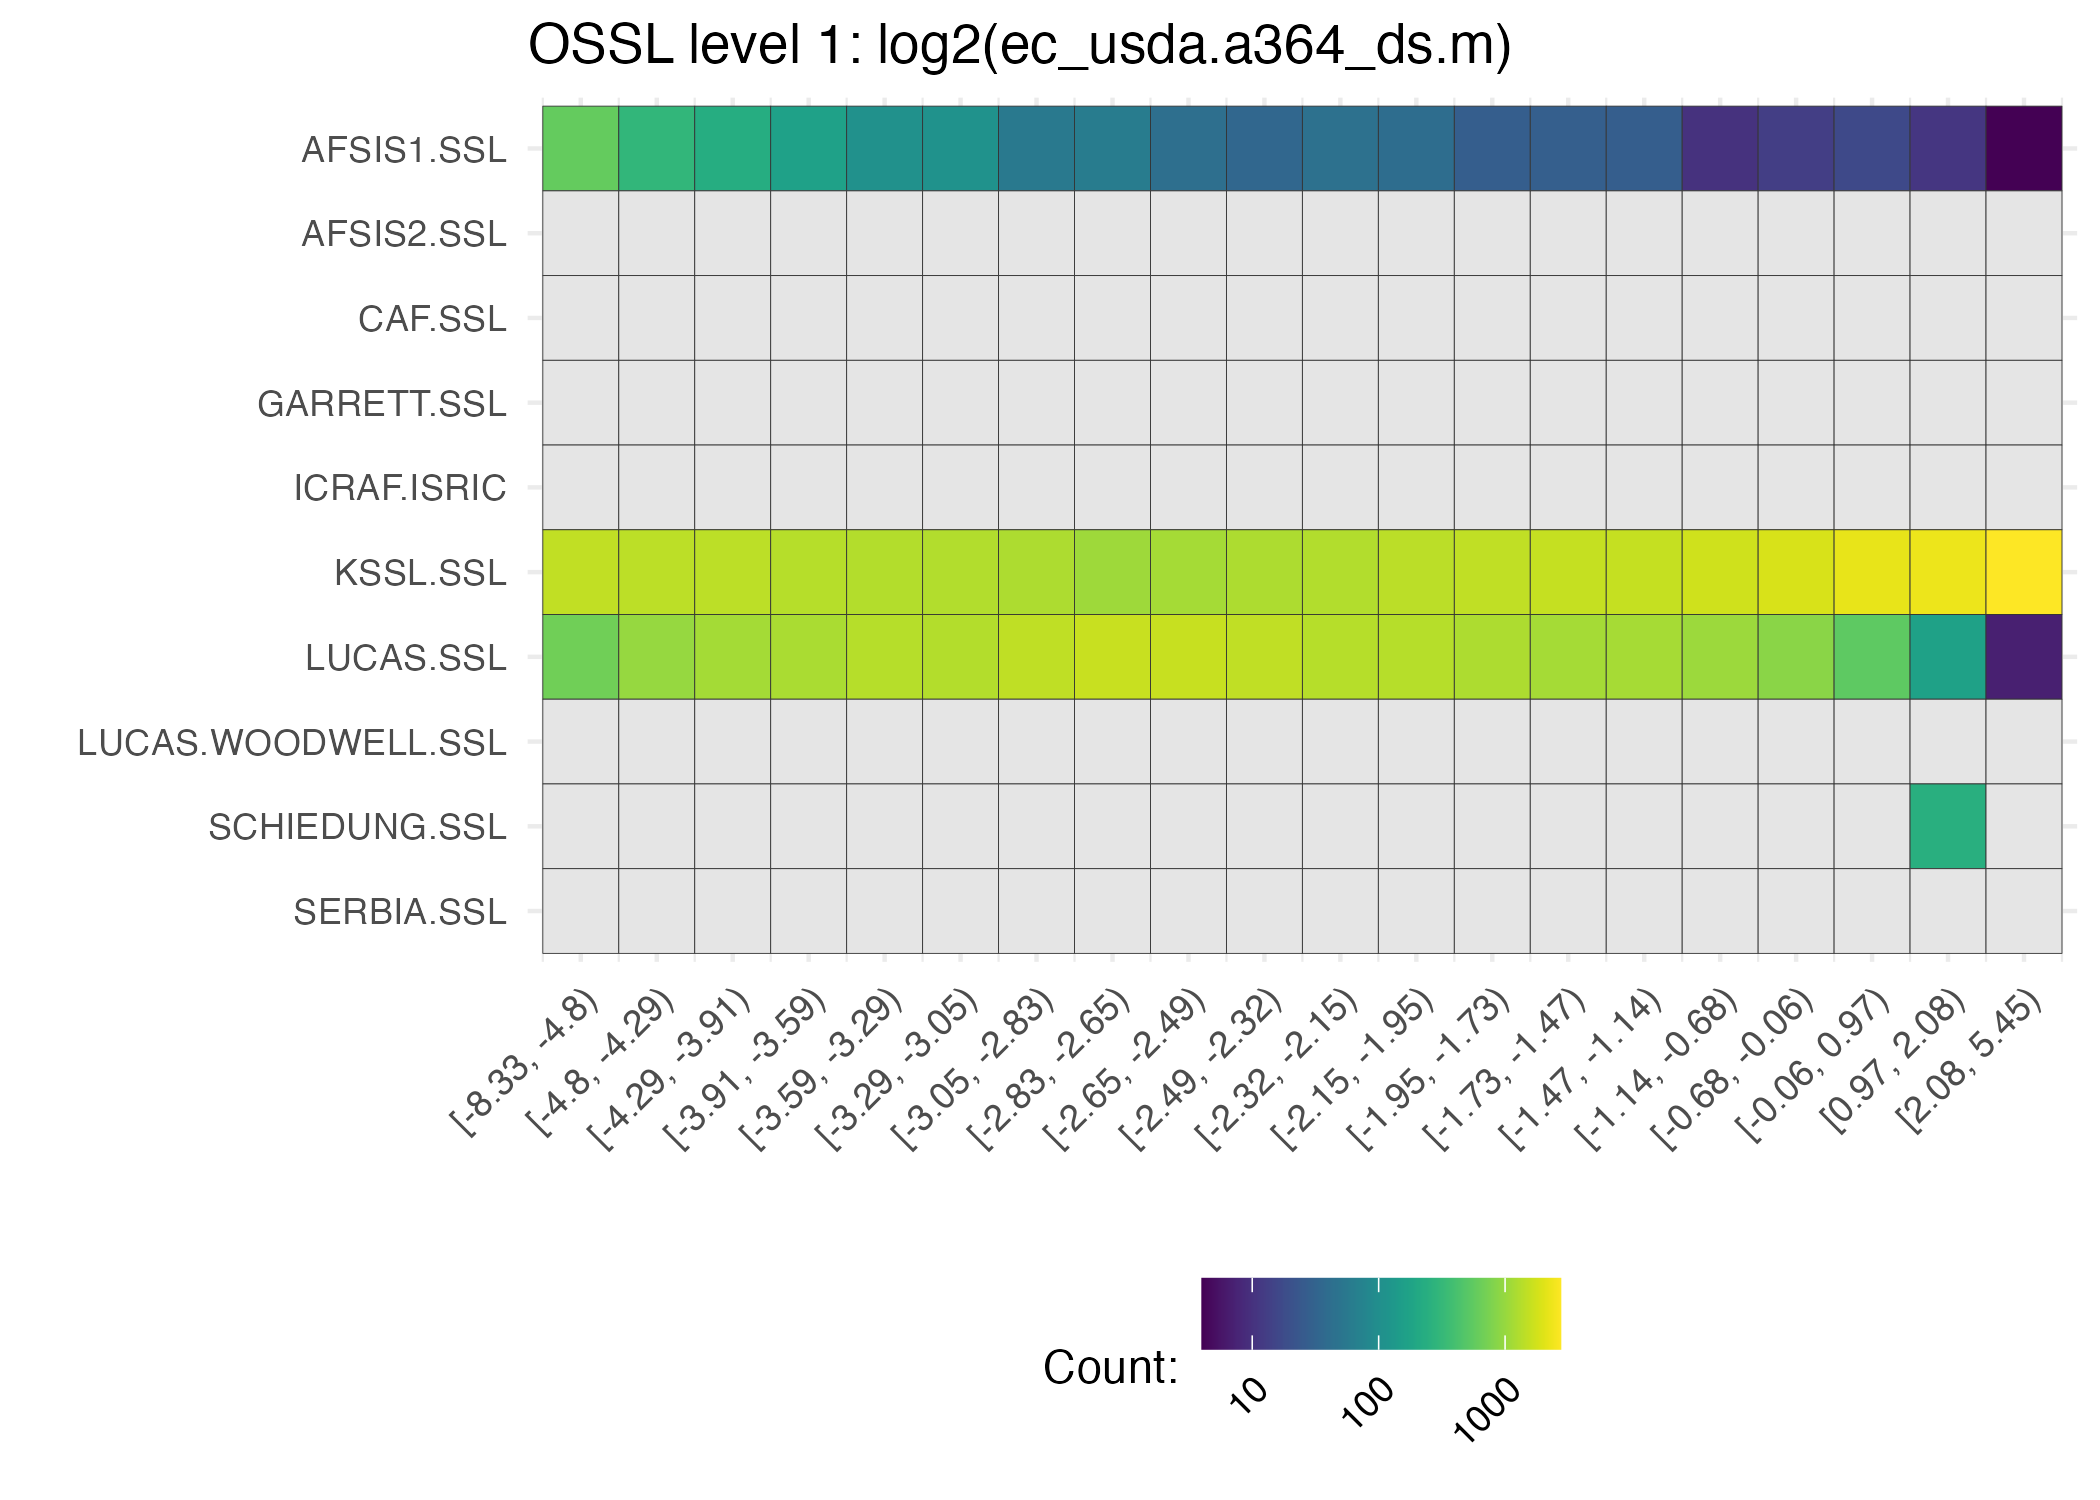 OSSL level 1: log2(ec_usda.a364_ds.m)
AFSIS1.SSL
AFSIS2.SSL
CAF.SSL
GARRETT.SSL
ICRAF.ISRIC
KSSL.SSL
LUCAS.SSL
LUCAS.WOODWELL.SSL
SCHIEDUNG.SSL
SERBIA.SSL
[-8.33, -4.8)
[-4.8, -4.29)
[-4.29, -3.91)
[-3.91, -3.59)
[-3.59, -3.29)
[-3.29, -3.05)
[-3.05, -2.83)
[-2.83, -2.65)
[-2.65, -2.49)
[-2.49, -2.32)
[-2.32, -2.15)
[-2.15, -1.95)
[-1.95, -1.73)
[-1.73, -1.47)
[-1.47, -1.14)
[-1.14, -0.68)
[-0.68, -0.06)
[-0.06, 0.97)
[0.97, 2.08)
[2.08, 5.45)
Count:
10
100
1000